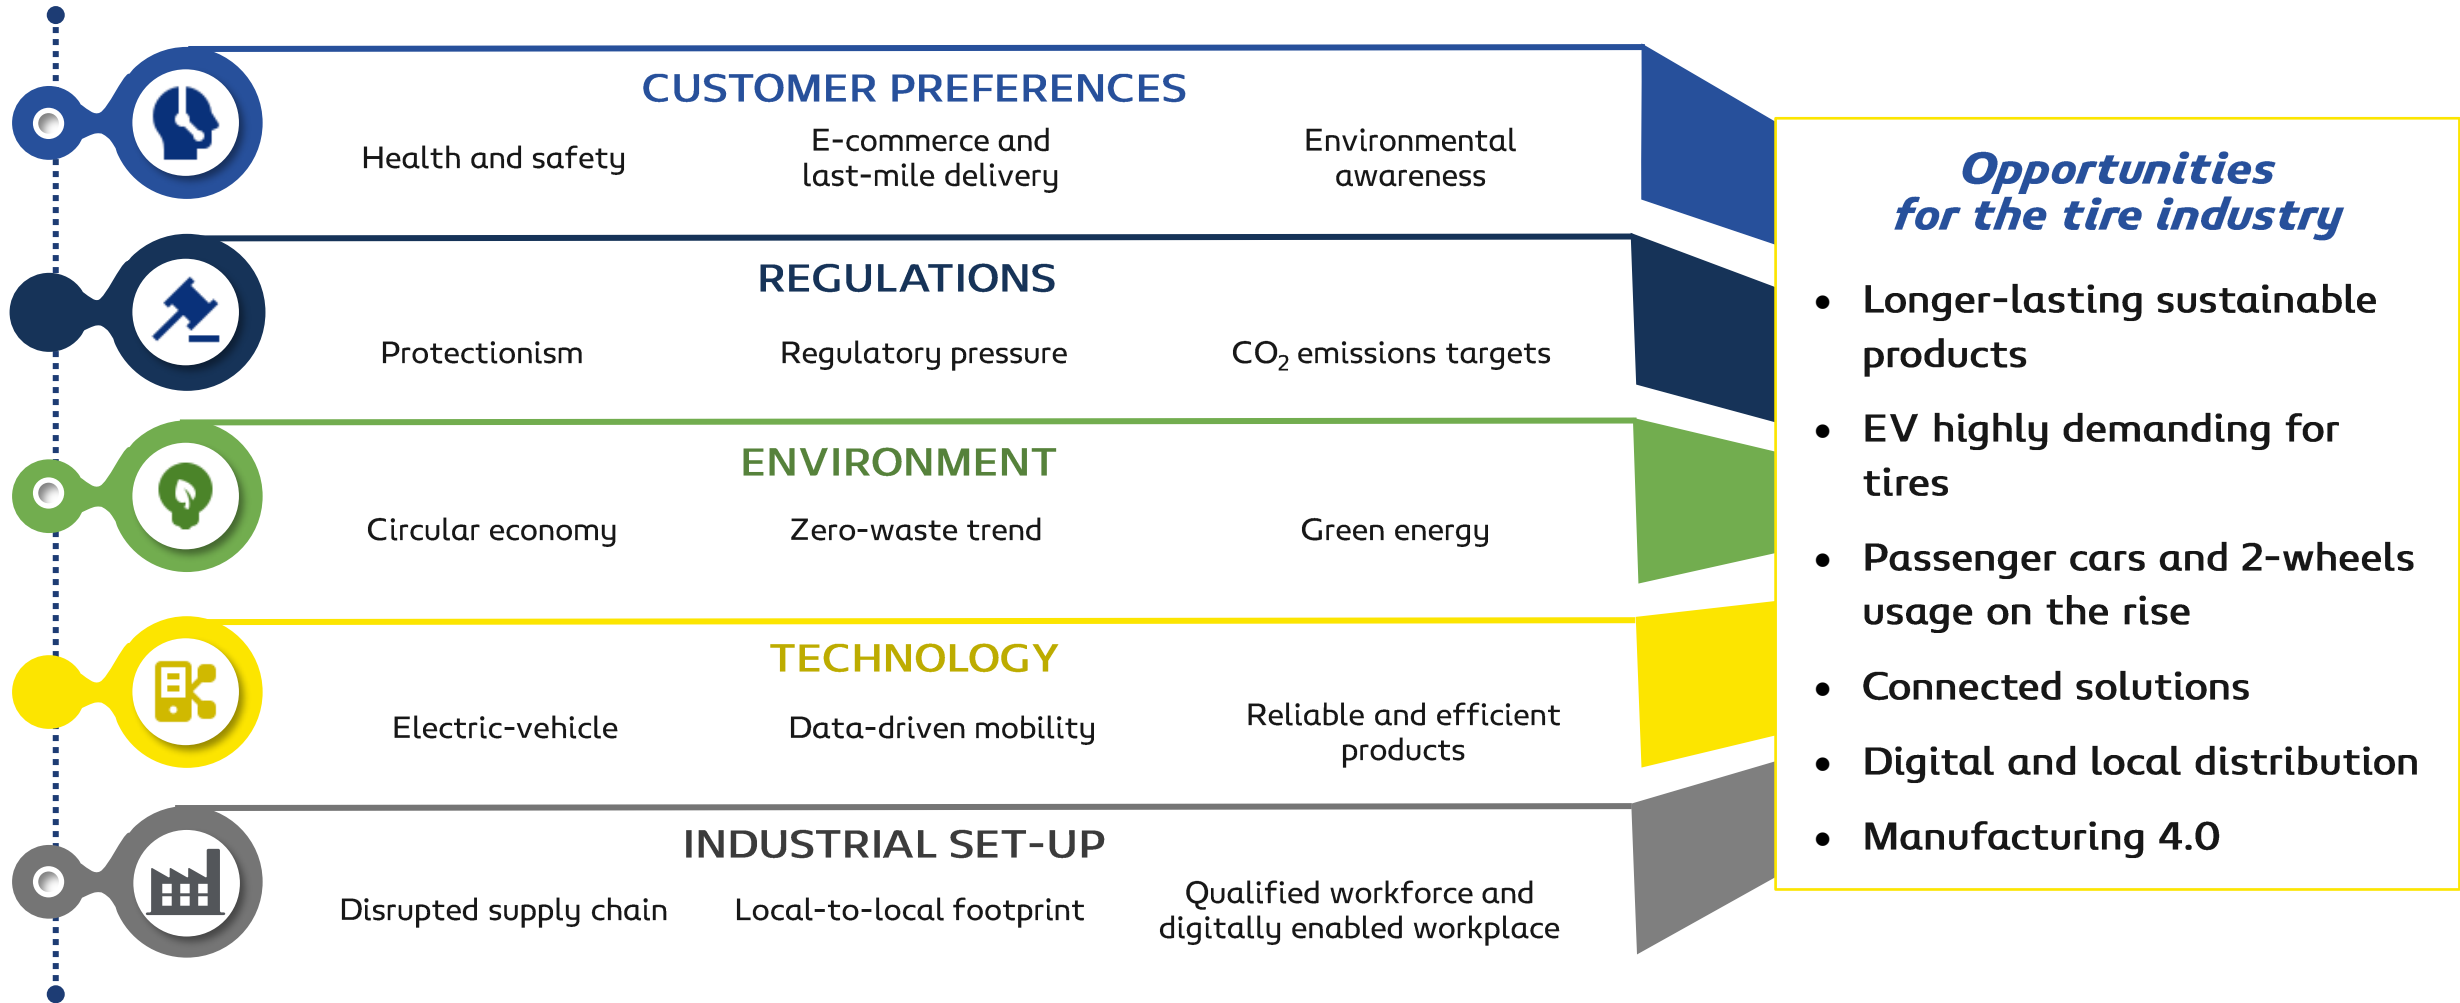 CUSTOMER PREFERENCES
Health and safety
E-commerce and
last-mile delivery
Environmental
awareness
REGULATIONS
Protectionism
Regulatory pressure
CO₂ emissions targets
ENVIRONMENT
Circular economy
Zero-waste trend
Green energy
TECHNOLOGY
Electric-vehicle
Data-driven mobility
Reliable and efficient
products
INDUSTRIAL SET-UP
Disrupted supply chain
Local-to-local footprint
Qualified workforce and
digitally enabled workplace
Opportunities
for the tire industry
• Longer-lasting sustainable
products
• EV highly demanding for
tires
• Passenger cars and 2-wheels
usage on the rise
• Connected solutions
• Digital and local distribution
• Manufacturing 4.0